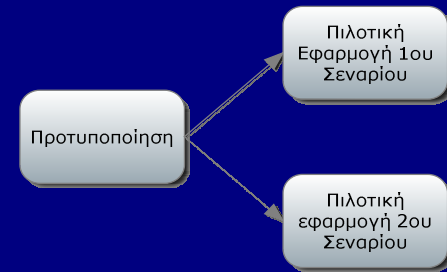 Πιλοτική
Εφαρμογή 1ου
Σεναρίου
Προτυποποίηση
Πιλοτική
εφαρμογή 2ου
Σεναρίου